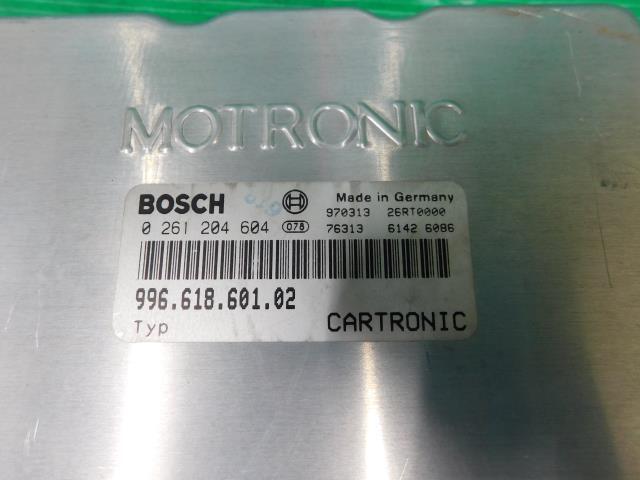 MOTRONIC
BOSCH Made in Germany
970313 26RT0000
0 261 204 604 078 76313 6142 6086
996.618.601.02
Typ CARTRONIC